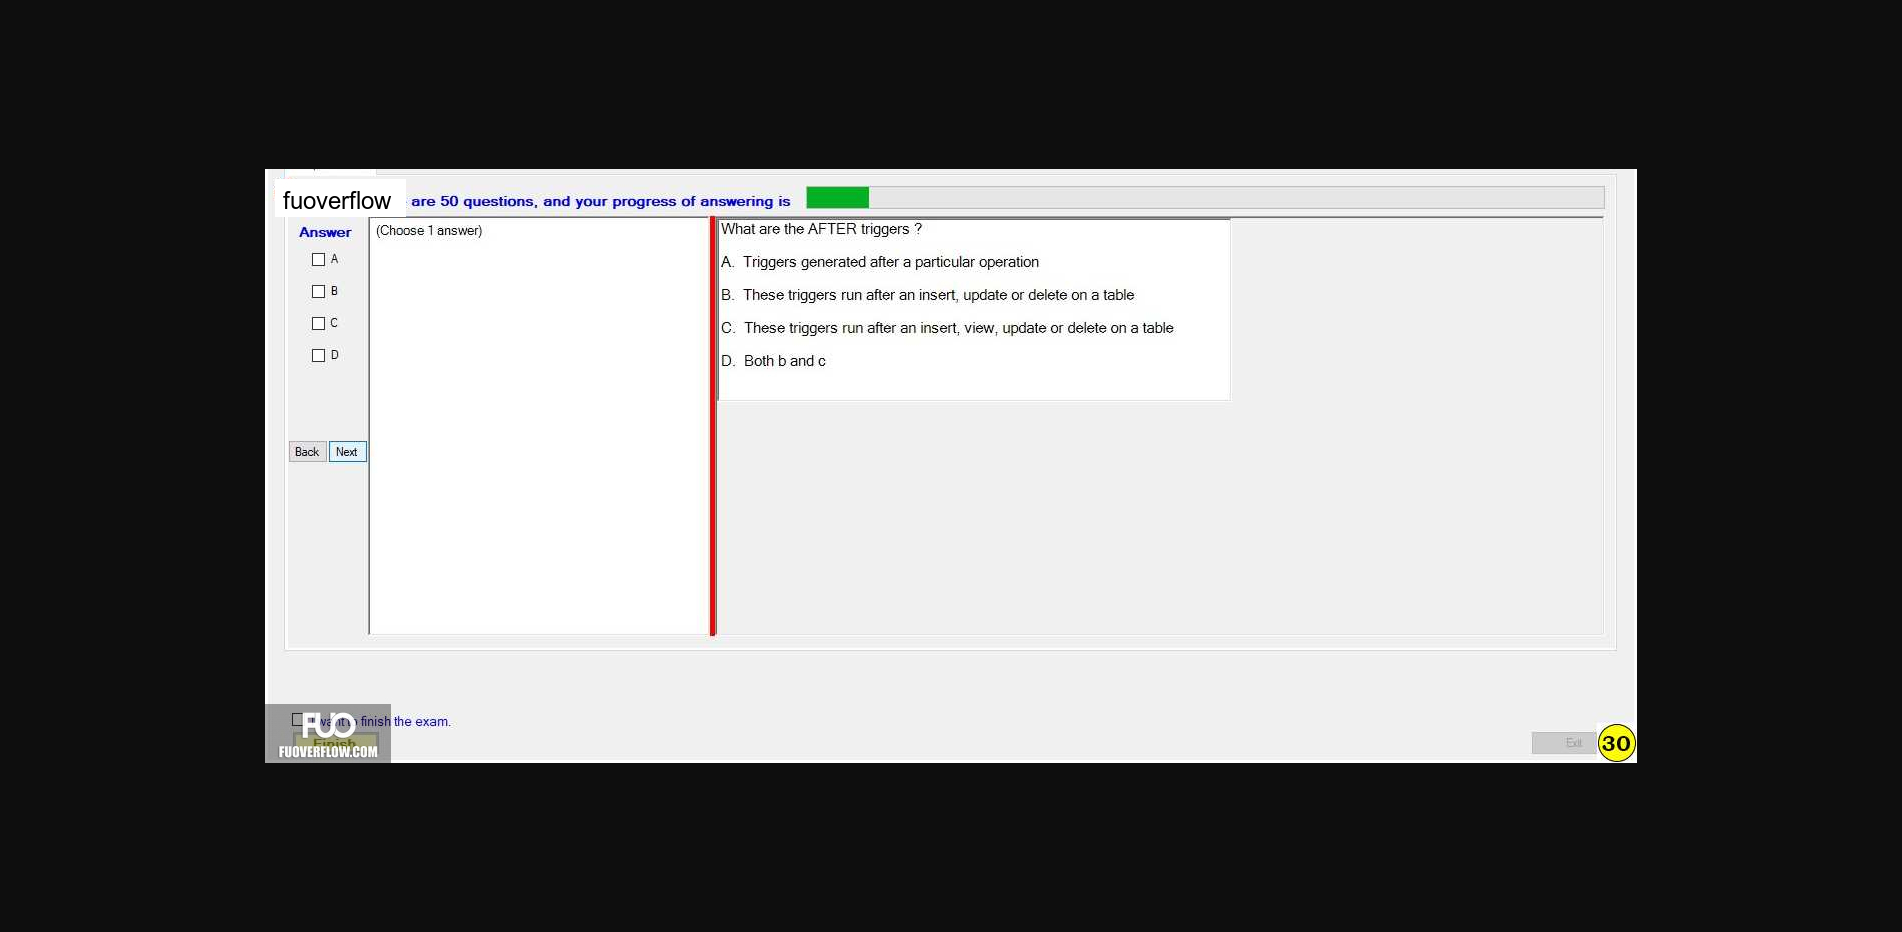 fuoverflow
are 50 questions, and your progress of answering is
Answer
(Choose 1 answer)
A
B
C
D
Back Next
What are the AFTER triggers ?
A. Triggers generated after a particular operation
B. These triggers run after an insert, update or delete on a table
C. These triggers run after an insert, view, update or delete on a table
D. Both b and c
I want to finish the exam.
FUO
Finish
FUOVERFLOW.COM
Exit
30